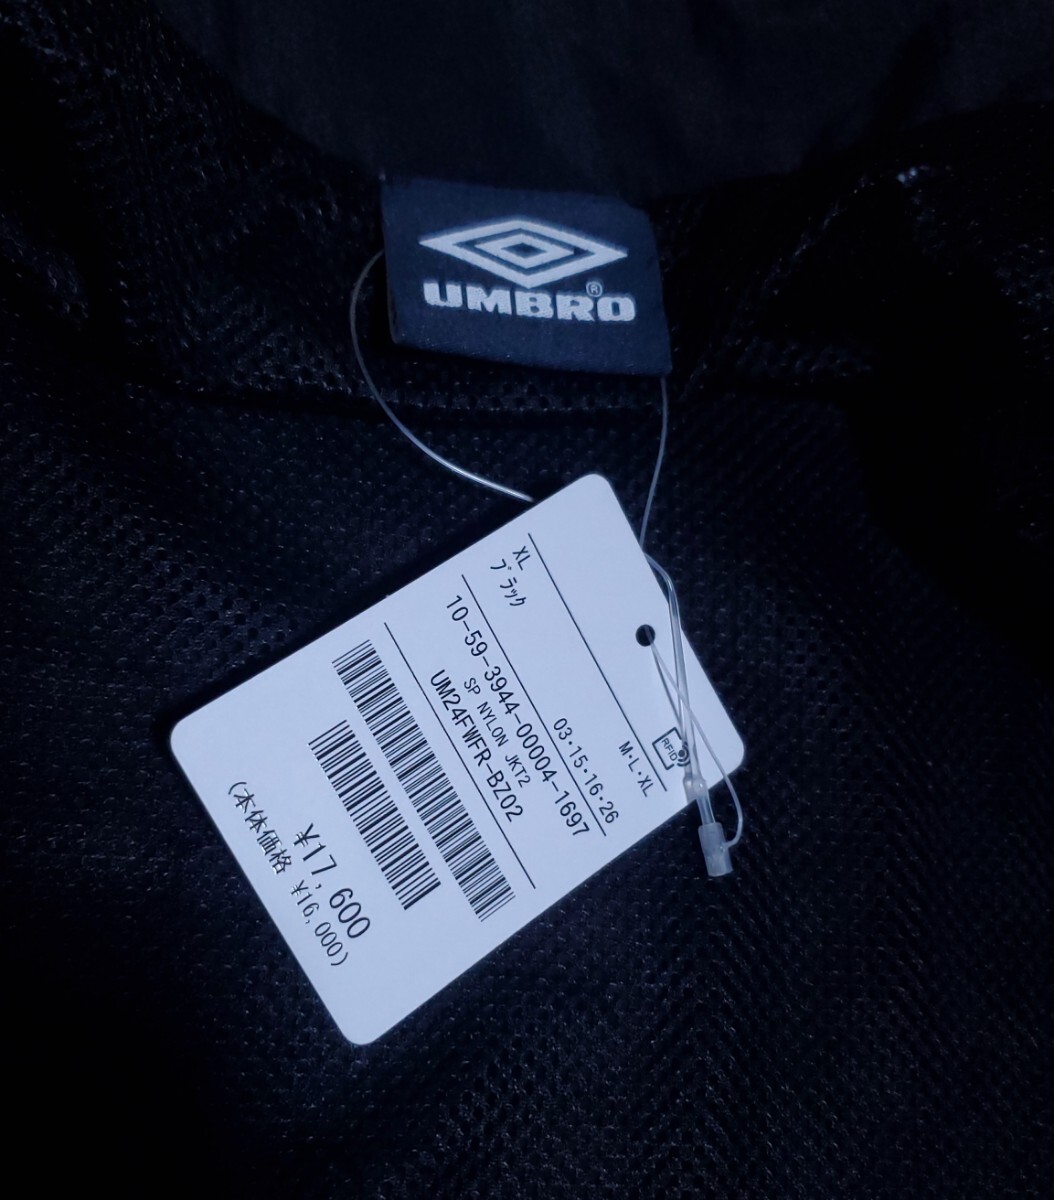 UMBRO®
RFID
M・L・XL
XL
ブラック
03・15・16・26
10-59-3944-00004-1697
SP NYLON JKT2
UM24FWFR-BZ02
¥17,600
(本体価格 ¥16,000)